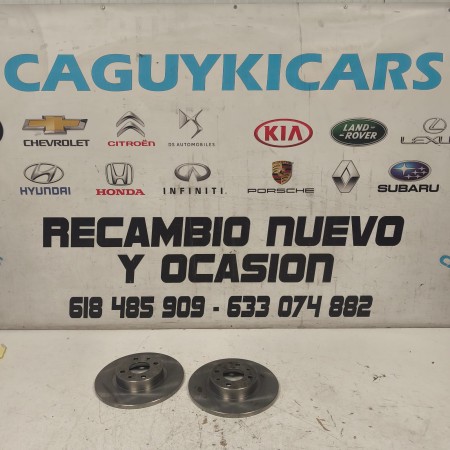 CAGUYKICARS
CHEVROLET CITROËN DS AUTOMOBILES KIA LAND-ROVER LEXUS
HYUNDAI HONDA INFINITI PORSCHE RENAULT SUBARU
RECAMBIO NUEVO
Y OCASION
618 485 909 - 633 074 882